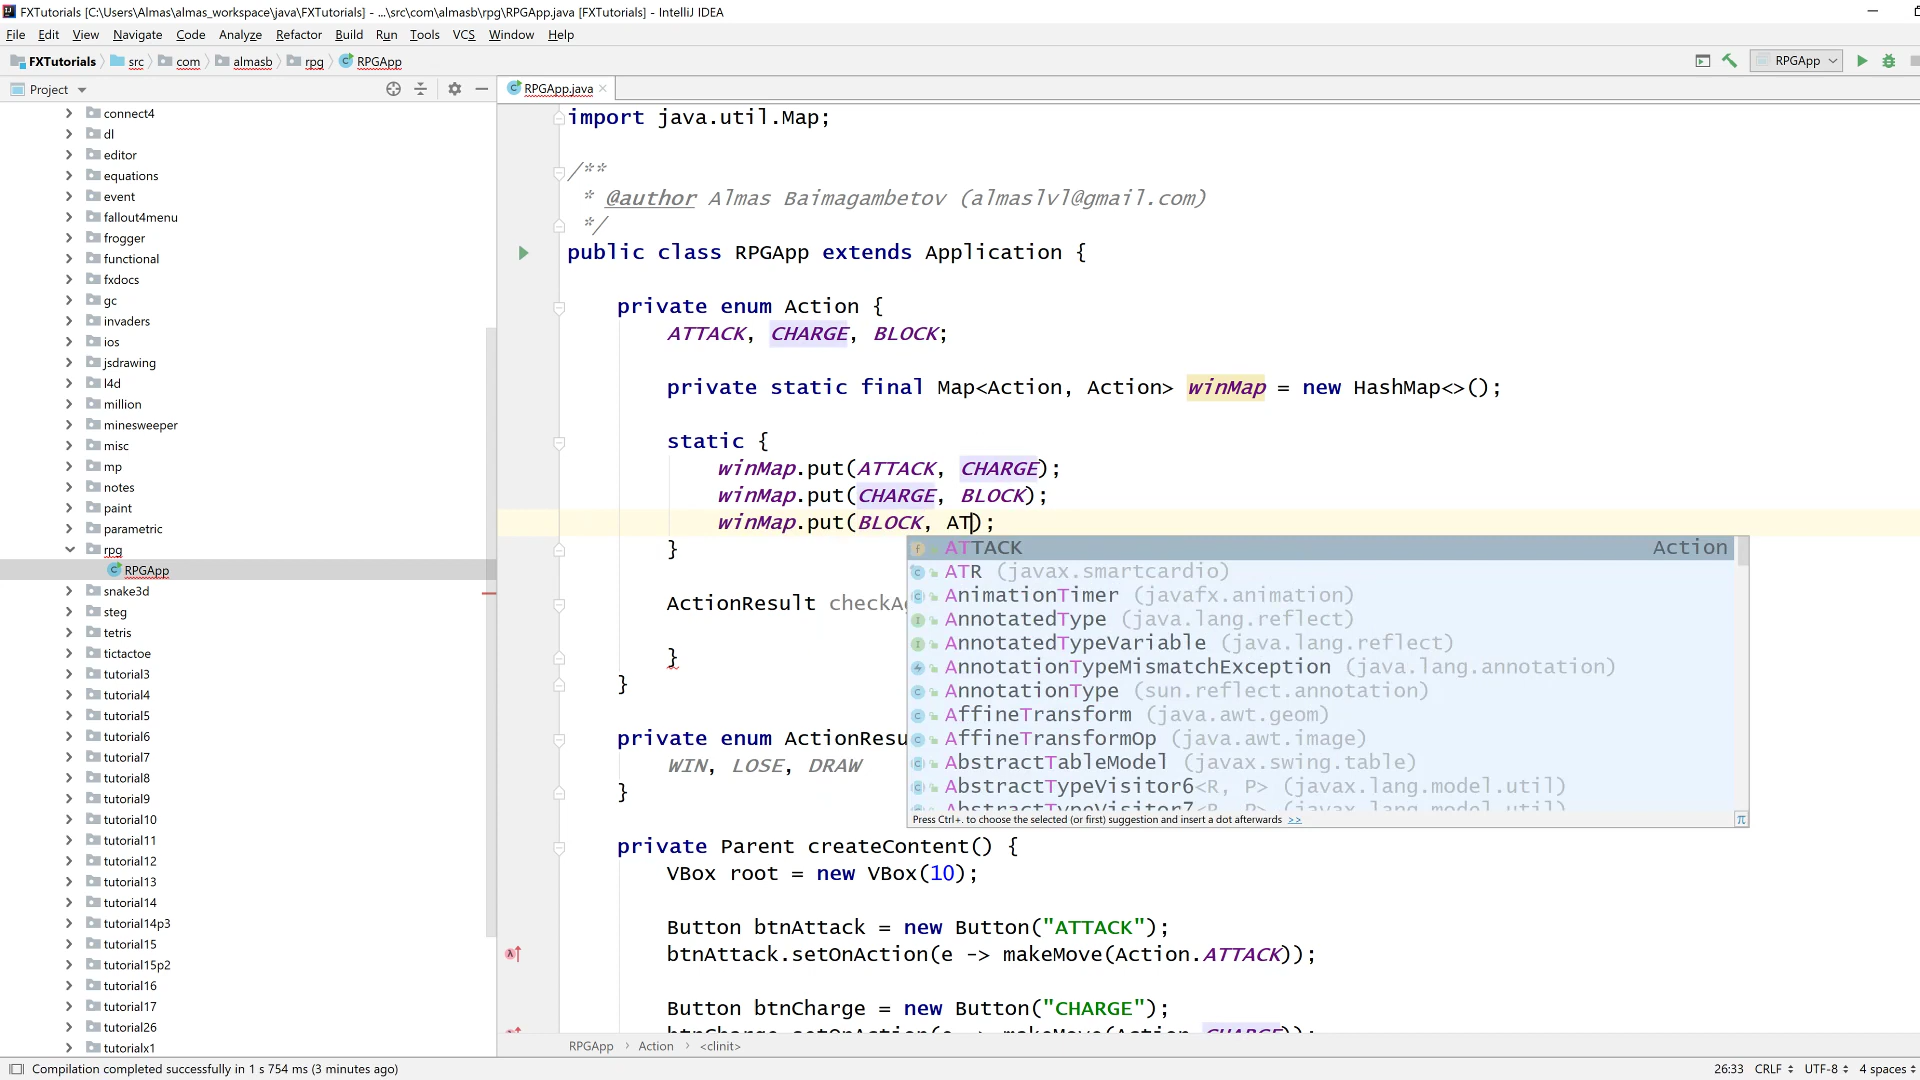 FXTutorials [C:\Users\Almas\almas_workspace\java\FXTutorials] - ...\src\com\almasb\rpg\RPGApp.java [FXTutorials] - IntelliJ IDEA
File Edit View Navigate Code Analyze Refactor Build Run Tools VCS Window Help
FXTutorials src com almasb rpg RPGApp
RPGApp
Project
RPGApp.java
connect4
dl
editor
equations
event
fallout4menu
frogger
functional
fxdocs
gc
invaders
ios
jsdrawing
l4d
million
minesweeper
misc
mp
notes
paint
parametric
rpg
RPGApp
snake3d
steg
tetris
tictactoe
tutorial3
tutorial4
tutorial5
tutorial6
tutorial7
tutorial8
tutorial9
tutorial10
tutorial11
tutorial12
tutorial13
tutorial14
tutorial14p3
tutorial15
tutorial15p2
tutorial16
tutorial17
tutorial26
tutorialx1
import java.util.Map;
/**
* @author Almas Baimagambetov (almaslvl@gmail.com)
*/
public class RPGApp extends Application {
private enum Action {
ATTACK, CHARGE, BLOCK;
private static final Map<Action, Action> winMap = new HashMap<>();
static {
winMap.put(ATTACK, CHARGE);
winMap.put(CHARGE, BLOCK);
winMap.put(BLOCK, AT);
}
ActionResult checkAg
}
}
private enum ActionResu
WIN, LOSE, DRAW
}
private Parent createContent() {
VBox root = new VBox(10);
Button btnAttack = new Button("ATTACK");
btnAttack.setOnAction(e -> makeMove(Action.ATTACK));
Button btnCharge = new Button("CHARGE");
btnCharge.setOnAction(e -> makeMove(Action.CHARGE));
ATTACK Action
ATR (javax.smartcardio)
AnimationTimer (javafx.animation)
AnnotatedType (java.lang.reflect)
AnnotatedTypeVariable (java.lang.reflect)
AnnotationTypeMismatchException (java.lang.annotation)
AnnotationType (sun.reflect.annotation)
AffineTransform (java.awt.geom)
AffineTransformOp (java.awt.image)
AbstractTableModel (javax.swing.table)
AbstractTypeVisitor6<R, P> (javax.lang.model.util)
AbstractTypeVisitor7<R, P> (javax.lang.model.util)
Press Ctrl+. to choose the selected (or first) suggestion and insert a dot afterwards >>
π
RPGApp Action <clinit>
Compilation completed successfully in 1 s 754 ms (3 minutes ago)
26:33 CRLF UTF-8 4 spaces